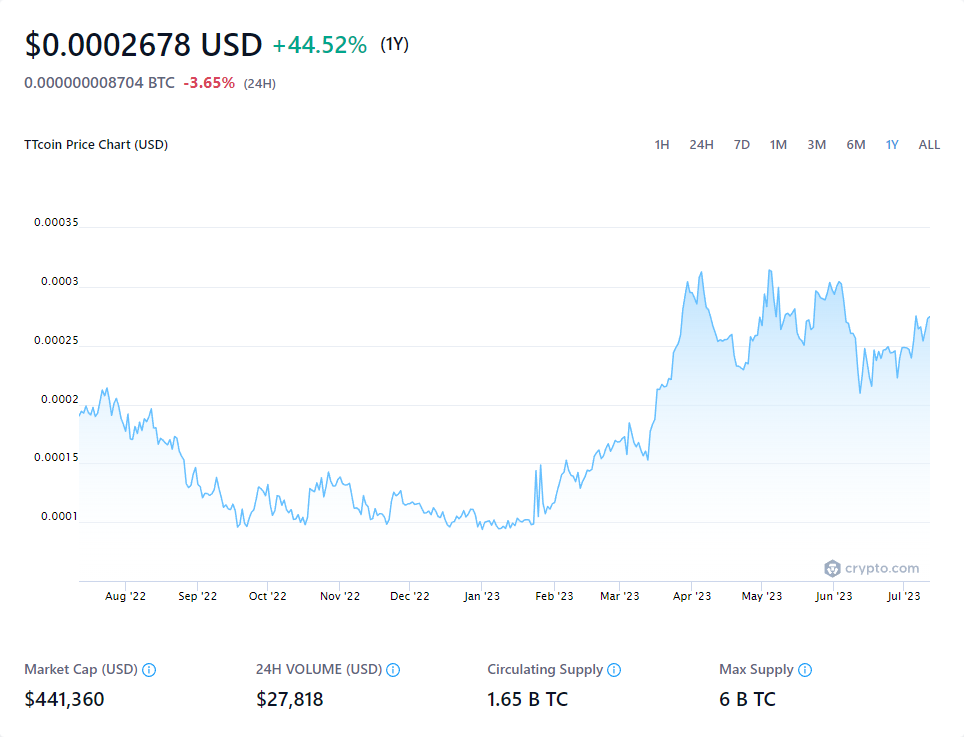 $0.0002678 USD +44.52% (1Y)
0.000000008704 BTC -3.65% (24H)
TTcoin Price Chart (USD) 1H 24H 7D 1M 3M 6M 1Y ALL
0.00035
0.0003
0.00025
0.0002
0.00015
0.0001
crypto.com
Aug '22 Sep '22 Oct '22 Nov '22 Dec '22 Jan '23 Feb '23 Mar '23 Apr '23 May '23 Jun '23 Jul '23
Market Cap (USD) 24H VOLUME (USD) Circulating Supply Max Supply
$441,360 $27,818 1.65 B TC 6 B TC